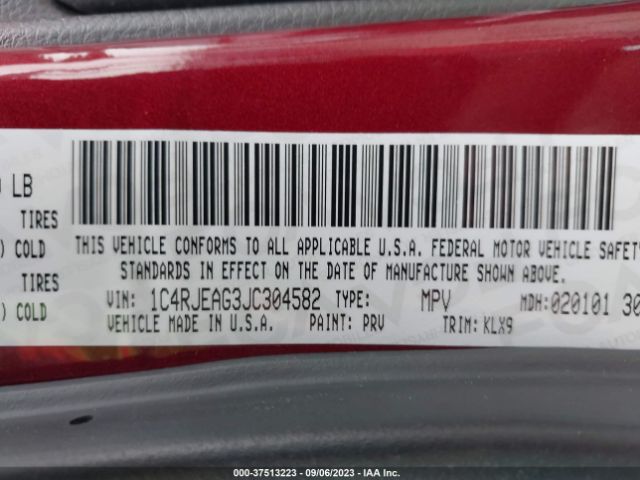 LB
TIRES
COLD
TIRES
COLD
THIS VEHICLE CONFORMS TO ALL APPLICABLE U.S.A. FEDERAL MOTOR VEHICLE SAFETY
STANDARDS IN EFFECT ON THE DATE OF MANUFACTURE SHOWN ABOVE.
VIN: 1C4RJEAG3JC304582 TYPE: MPV MDH:020101 30
VEHICLE MADE IN U.S.A. PAINT: PRV TRIM: KLX9
000-37513223 - 09/06/2023 - IAA Inc.